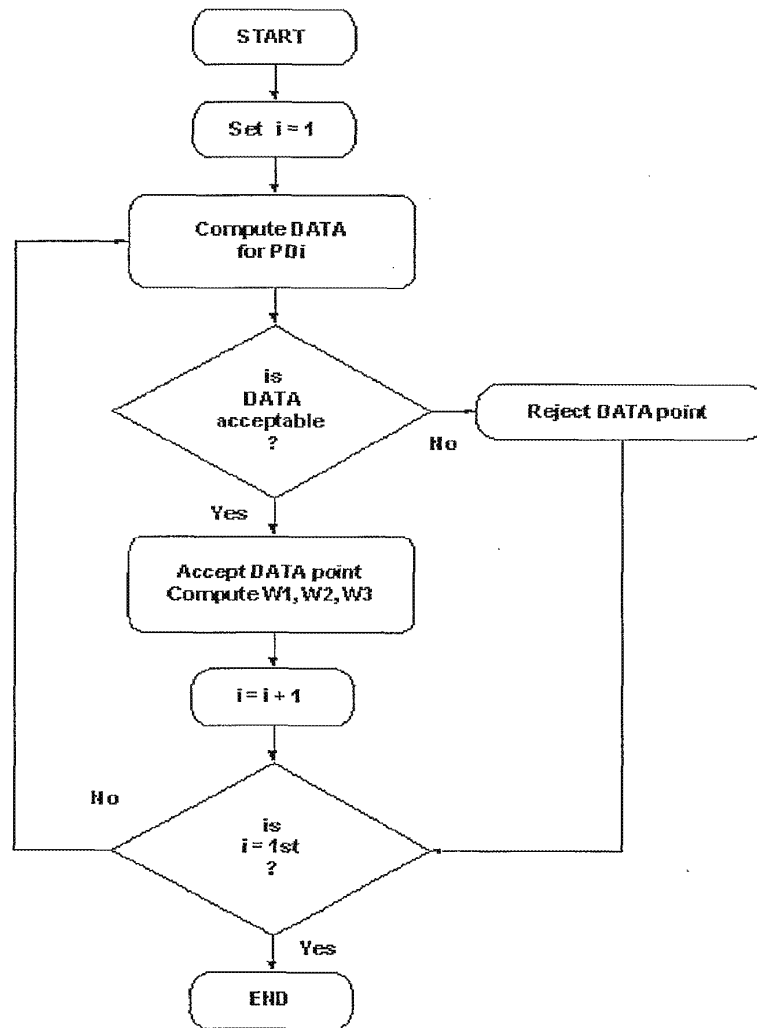 START
Set i = 1
Compute DATA
for PDi
is
DATA
acceptable
?
No
Reject DATA point
Yes
Accept DATA point
Compute W1, W2, W3
i = i + 1
No
is
i = 1st
?
Yes
END